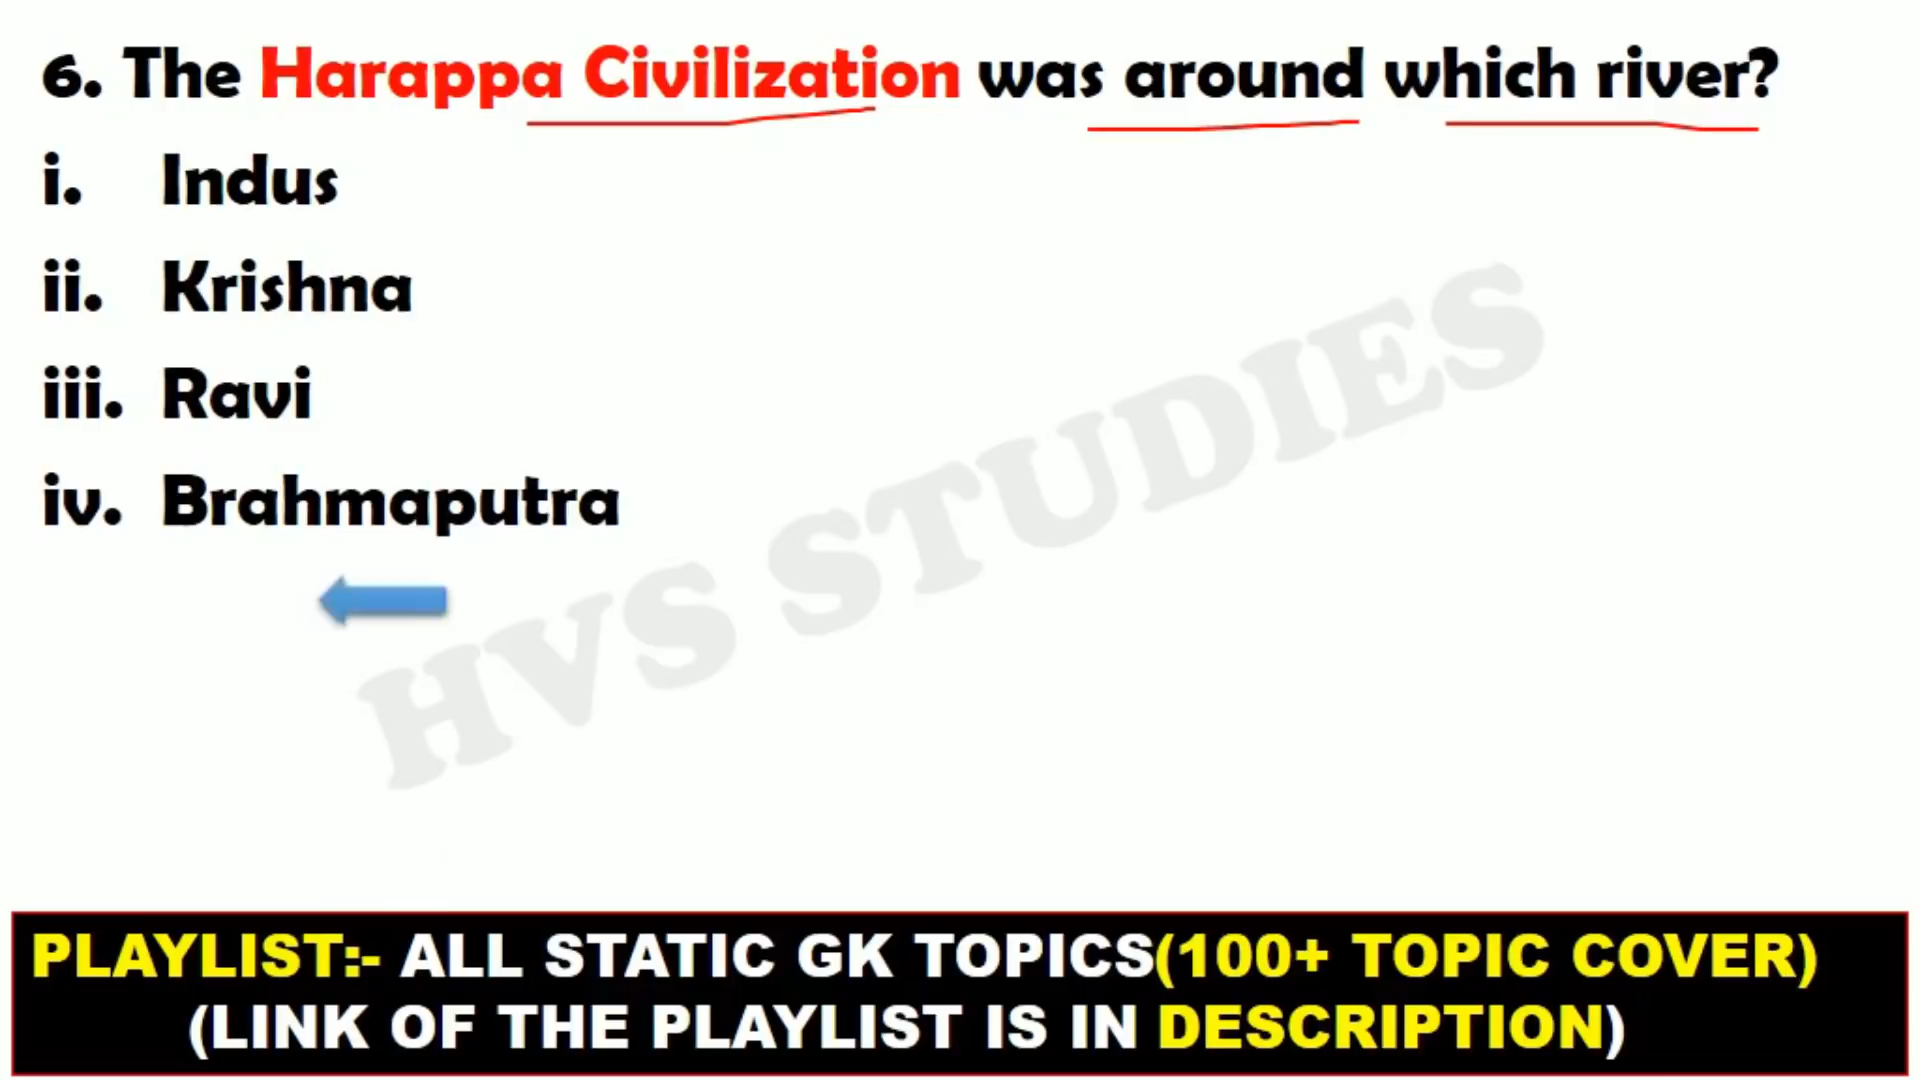 6. The Harappa Civilization was around which river?
i. Indus
ii. Krishna
iii. Ravi
iv. Brahmaputra
HVS STUDIES
PLAYLIST:- ALL STATIC GK TOPICS(100+ TOPIC COVER)
(LINK OF THE PLAYLIST IS IN DESCRIPTION)